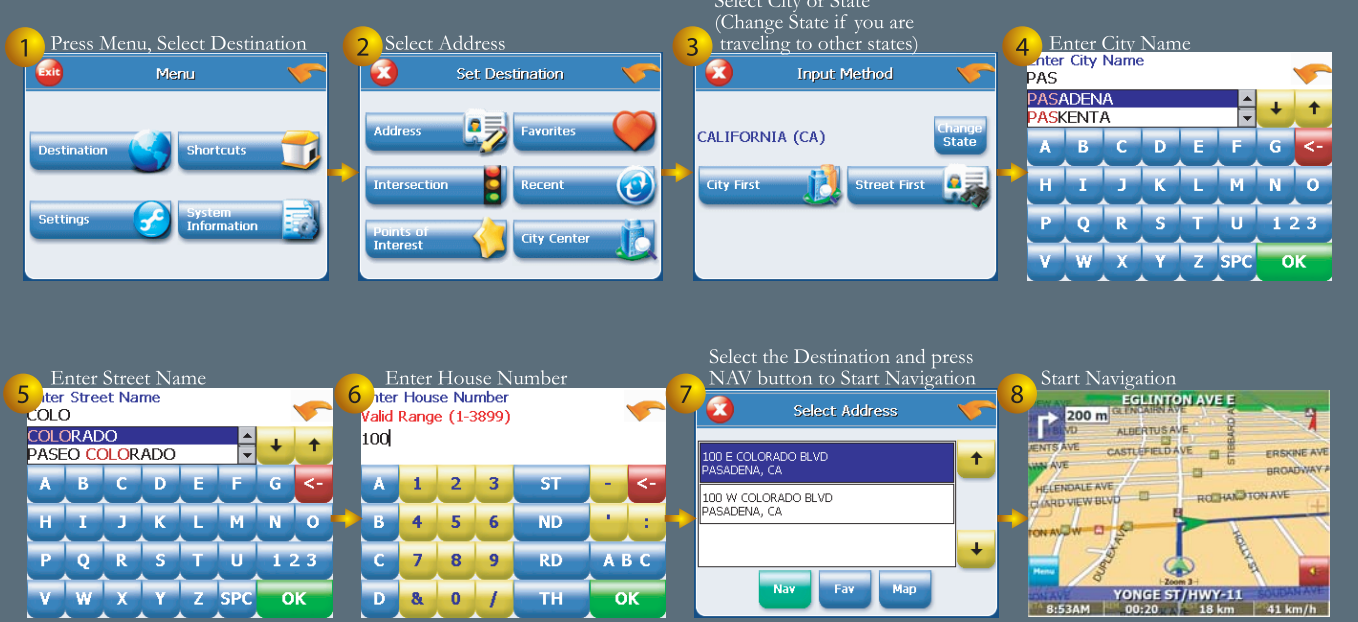 1 Press Menu, Select Destination
Exit
Menu
Destination
Shortcuts
Settings
System
Information
2 Select Address
Set Destination
Address
Favorites
Intersection
Recent
Points of
Interest
City Center
Select City or State
(Change State if you are
3 traveling to other states)
Input Method
CALIFORNIA (CA)
Change
State
City First
Street First
4 Enter City Name
Enter City Name
PAS
PASADENA
PASKENTA
A B C D E F G <-
H I J K L M N O
P Q R S T U 1 2 3
V W X Y Z SPC OK
5 Enter Street Name
Enter Street Name
COLO
COLORADO
PASEO COLORADO
A B C D E F G <-
H I J K L M N O
P Q R S T U 1 2 3
V W X Y Z SPC OK
6 Enter House Number
Enter House Number
Valid Range (1-3899)
100
A 1 2 3 ST - <-
B 4 5 6 ND ' :
C 7 8 9 RD A B C
D & 0 / TH OK
Select the Destination and press
7 NAV button to Start Navigation
Select Address
100 E COLORADO BLVD
PASADENA, CA
100 W COLORADO BLVD
PASADENA, CA
Nav Fav Map
8 Start Navigation
EGLINTON AVE E
200 m
GLENCAIRN AVE
ALBERTUS AVE
CASTLEFIELD AVE
STIBBARD
ERSKINE AVE
BROADWAY A
HELENDALE AVE
CHARD VIEW BLVD
ROEHAMPTON AVE
DUPLEX AVE
HOLLY ST
Menu
Zoom 3
YONGE ST/HWY-11
SOUDAN AVE
8:53AM 00:20 18 km 41 km/h